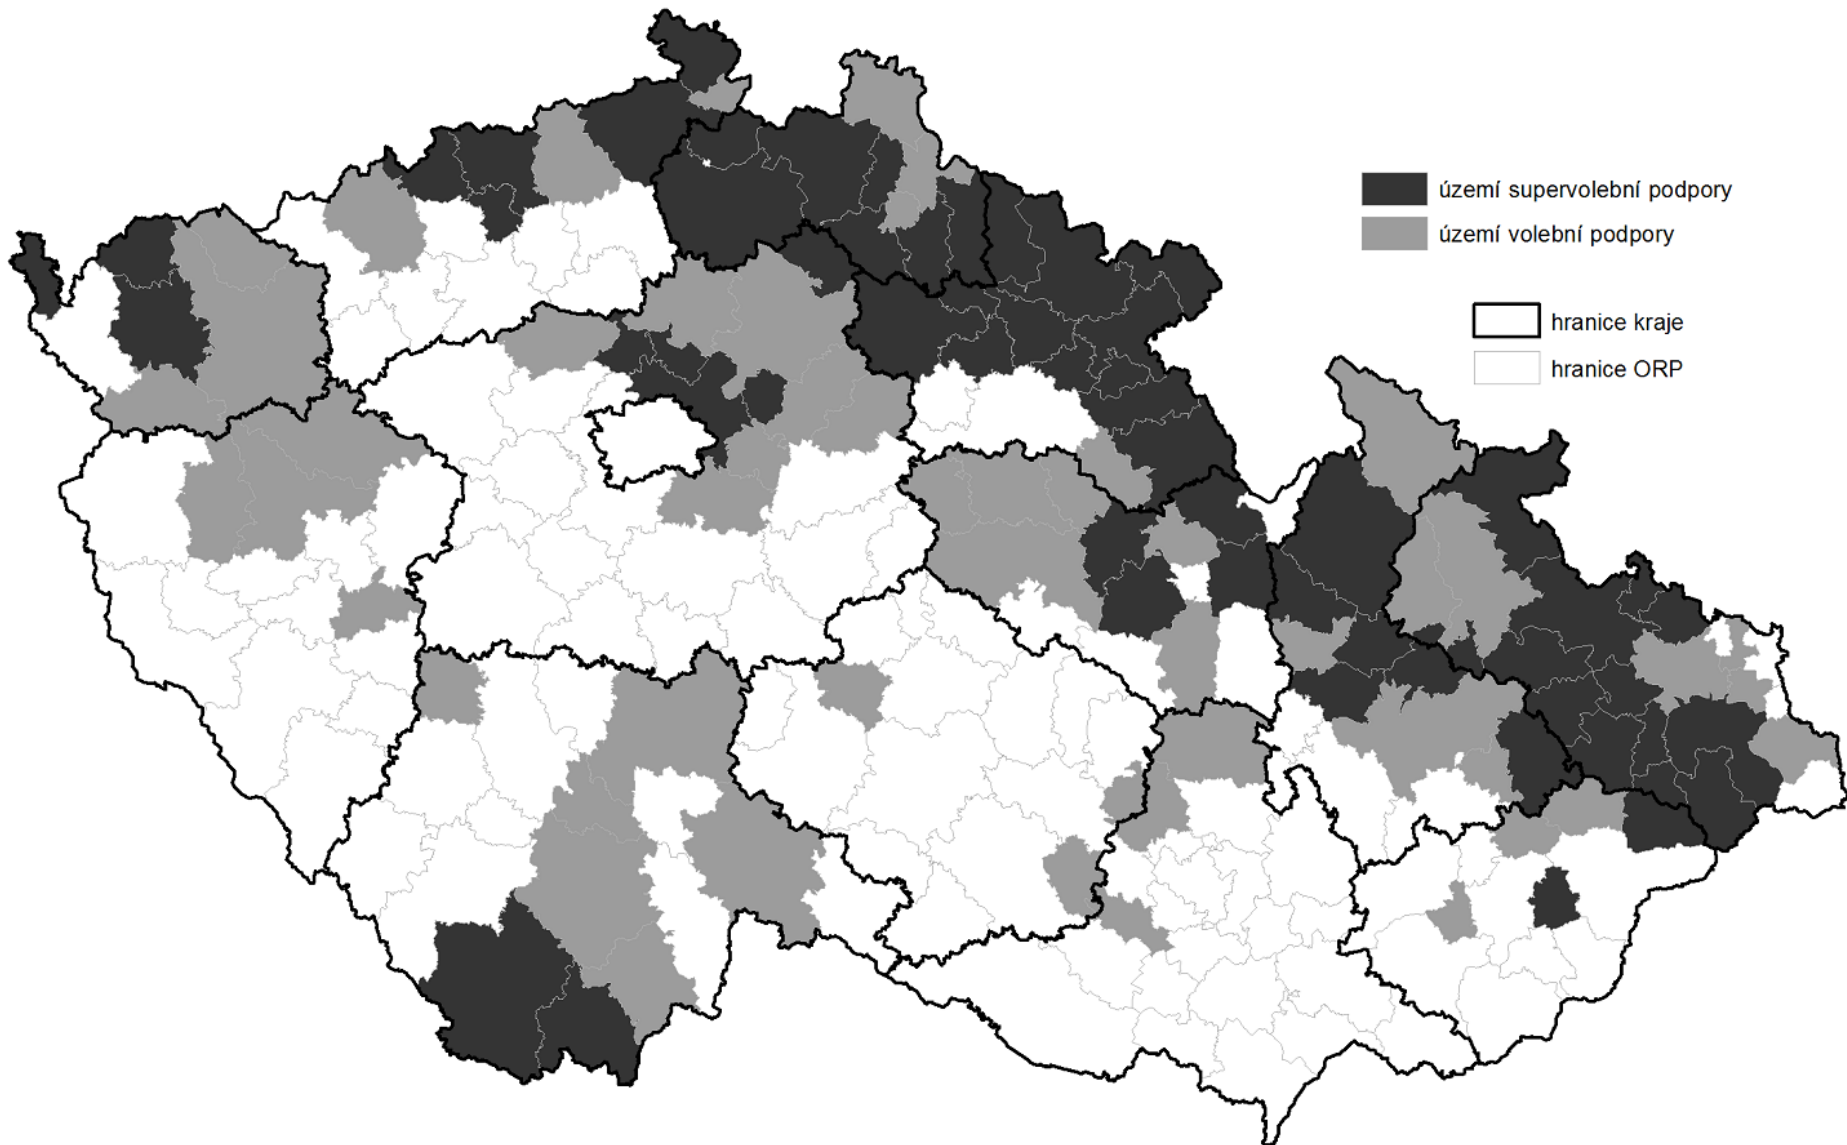 území supervolební podpory
území volební podpory
hranice kraje
hranice ORP